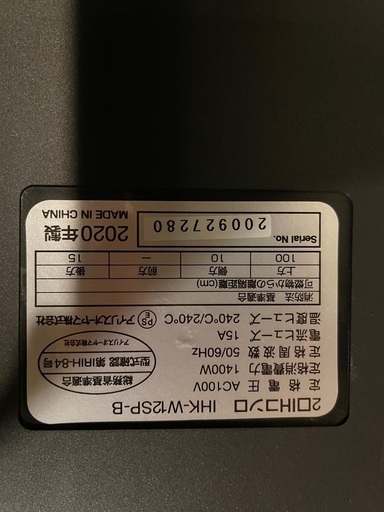 2口IHコンロ IHK-W12SP-B
定格電圧 AC100V
定格消費電力 1400W
定格周波数 50/60Hz
電流ヒューズ 15A
温度ヒューズ 240℃/240℃
総務省基準適合
型式確認 第IRIH-84号
アイリスオーヤマ株式会社
PS E アイリスオーヤマ株式会社
消防法 基準適合
可燃物からの離隔距離(cm)
上方 側方 前方 後方
100 10 － 15
Serial No. 200927280
2020年製
MADE IN CHINA